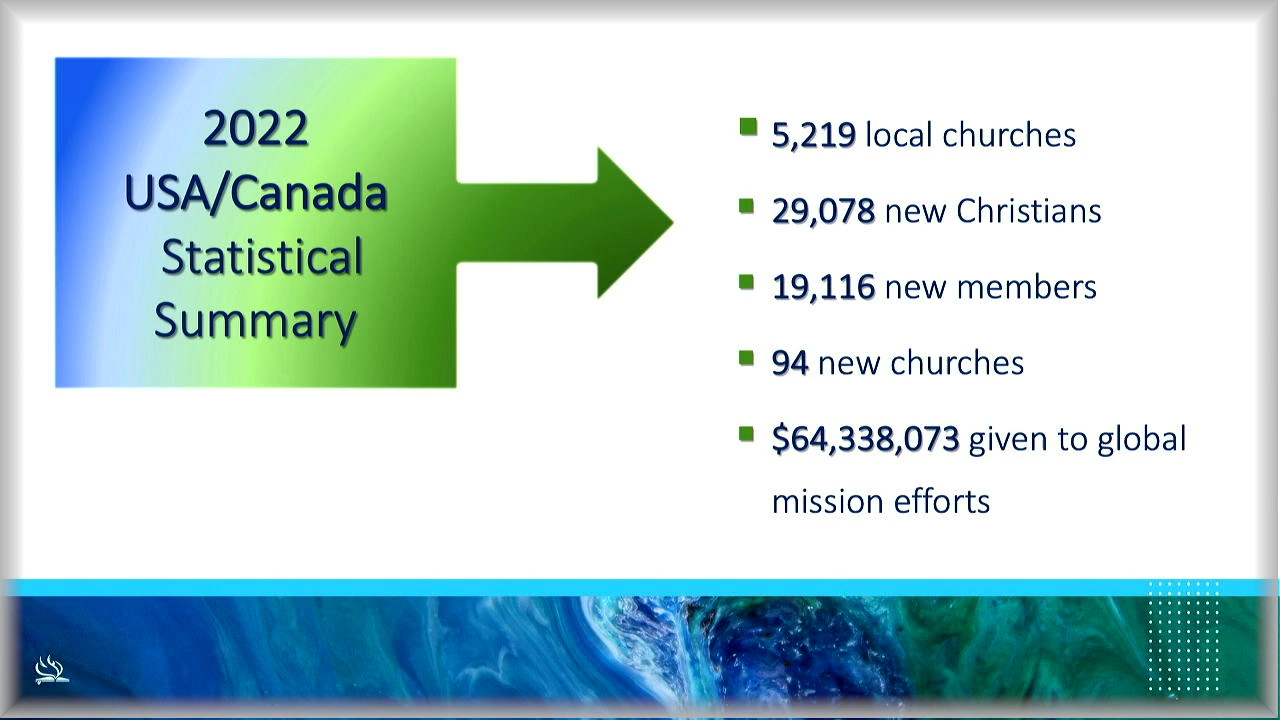 2022
USA/Canada
Statistical
Summary
5,219 local churches
29,078 new Christians
19,116 new members
94 new churches
$64,338,073 given to global
mission efforts